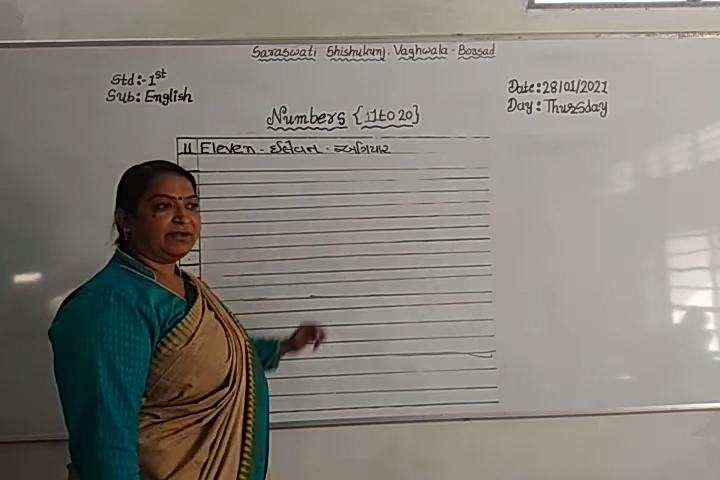 Saraswati Shishukunj. Vaghwala - Borsad
Std:- 1st
Sub: English
Date: 28/01/2021
Day: Thursday
Numbers {11 to 20}
11 Eleven - ઈલેવન - અગિયાર